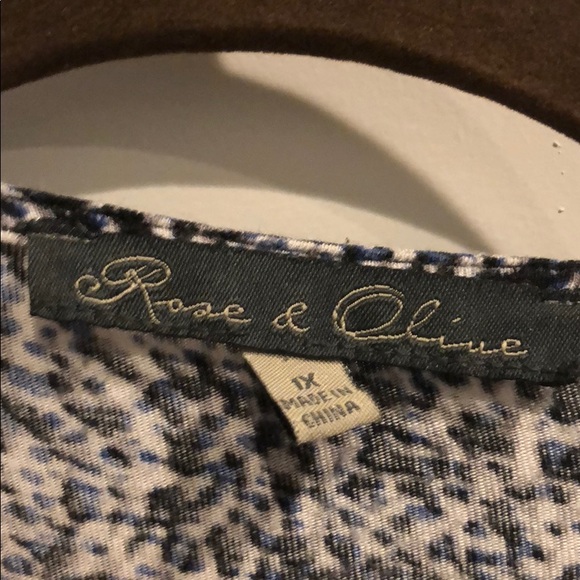 Rose & Olive
1X
MADE IN
CHINA